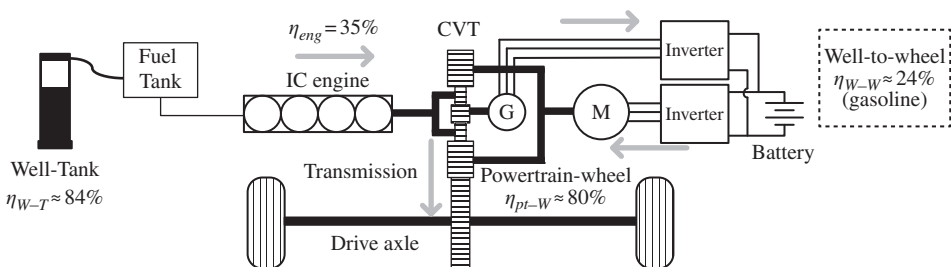 Fuel
Tank
η_eng = 35%
IC engine
CVT
G
M
Inverter
Inverter
Battery
Well-to-wheel
η_W–W ≈ 24%
(gasoline)
Well-Tank
η_W–T ≈ 84%
Transmission
Powertrain-wheel
η_pt–W ≈ 80%
Drive axle